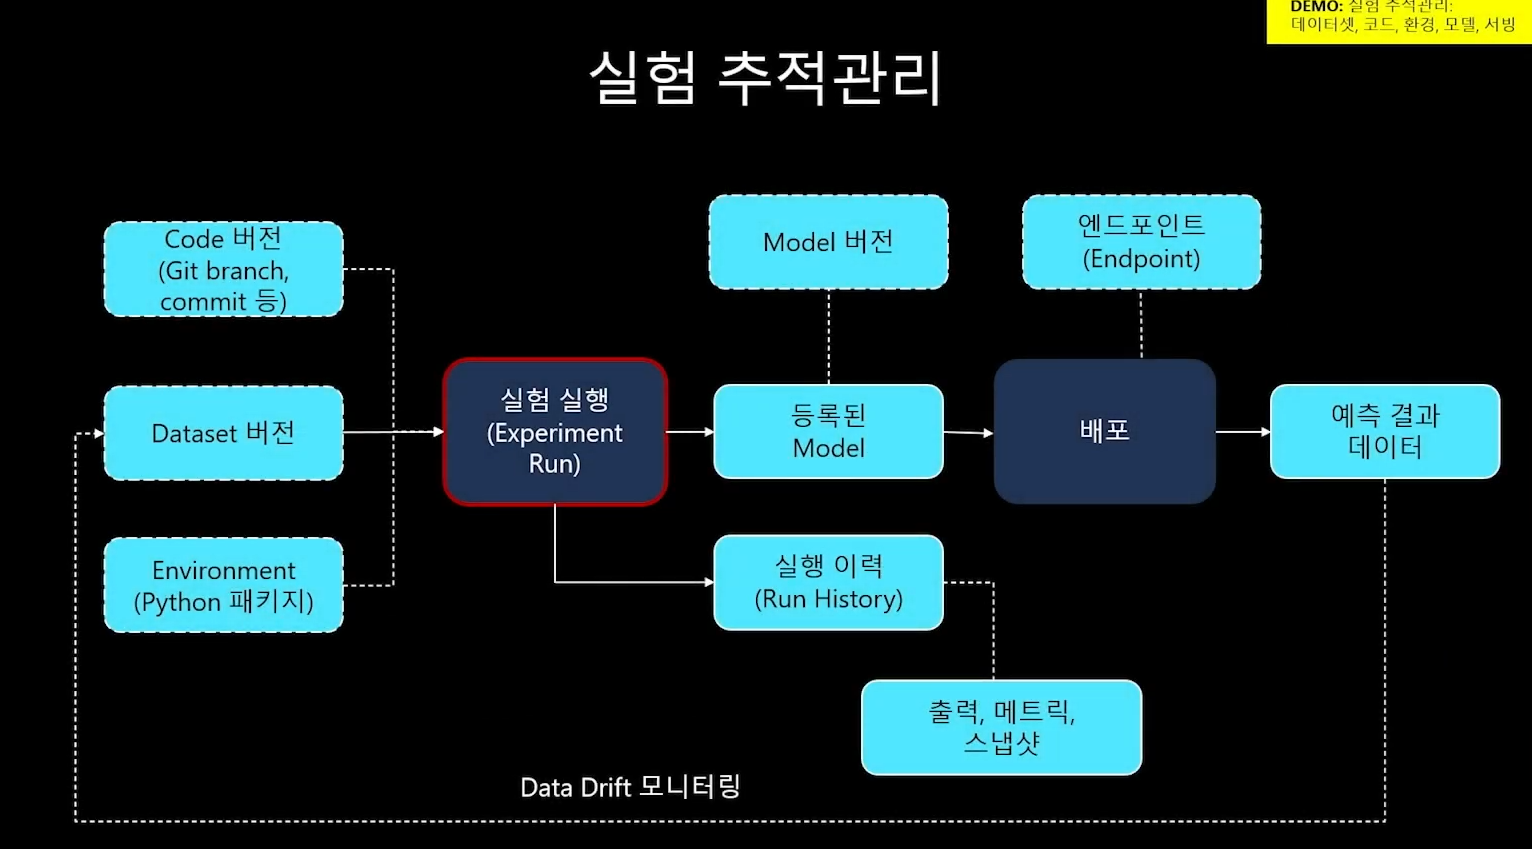 DEMO: 실험 추적관리:
데이터셋, 코드, 환경, 모델, 서빙
실험 추적관리
Code 버전
(Git branch,
commit 등)
Dataset 버전
Environment
(Python 패키지)
실험 실행
(Experiment
Run)
Model 버전
등록된
Model
실행 이력
(Run History)
출력, 메트릭,
스냅샷
엔드포인트
(Endpoint)
배포
예측 결과
데이터
Data Drift 모니터링